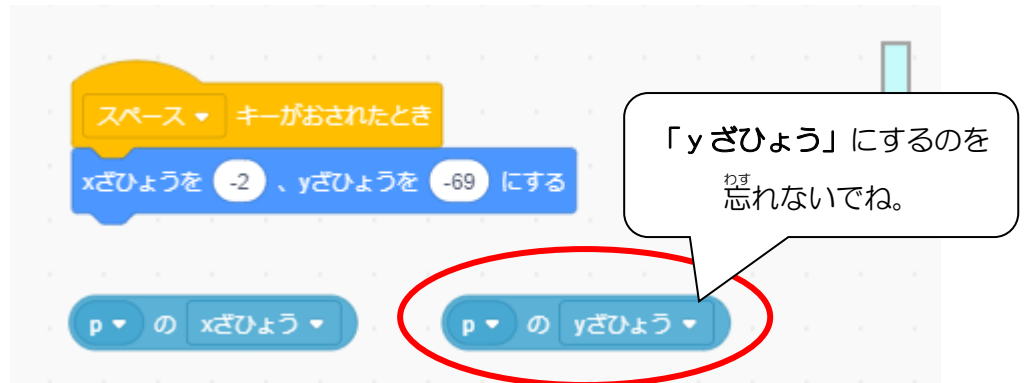 スペース キーがおされたとき
xざひょうを -2 、yざひょうを -69 にする
「yざひょう」にするのを
忘れないでね。
わす
p の xざひょう
p の yざひょう